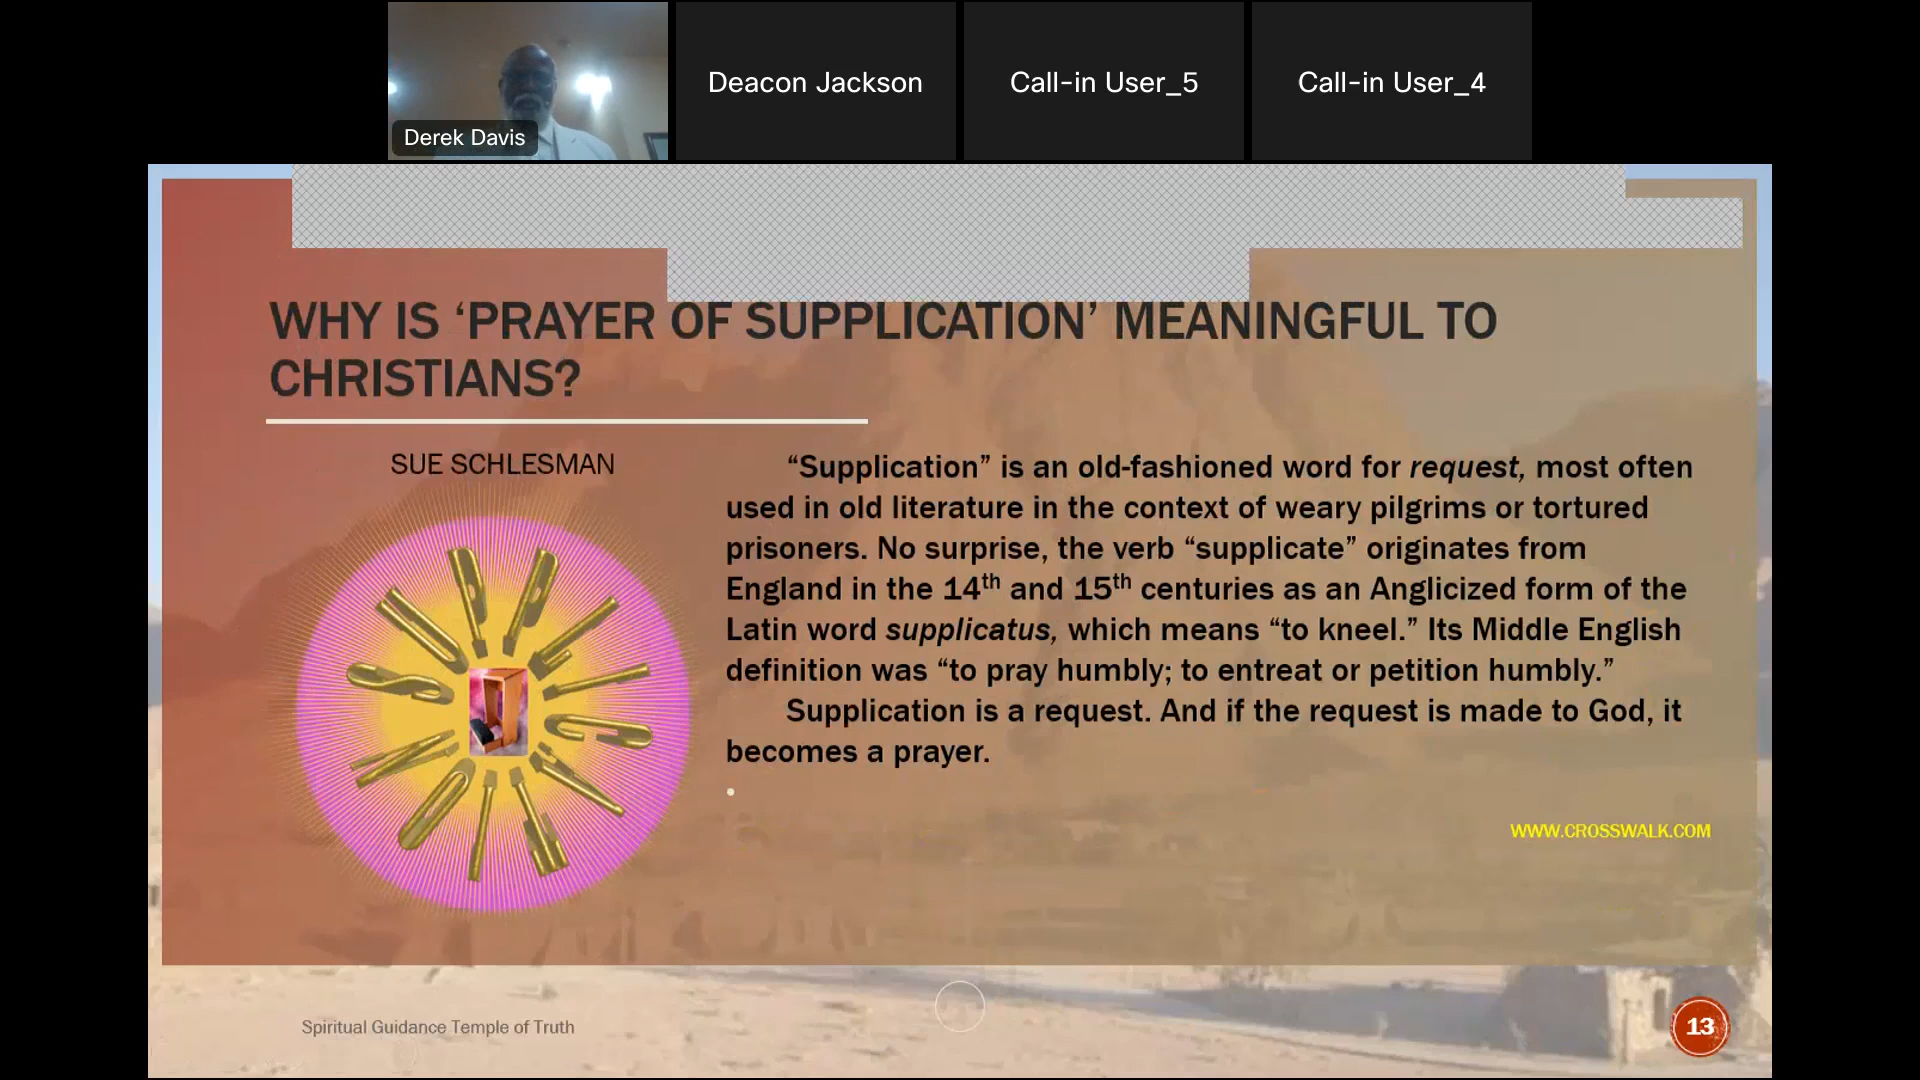 Derek Davis
Deacon Jackson
Call-in User_5
Call-in User_4
WHY IS ‘PRAYER OF SUPPLICATION’ MEANINGFUL TO
CHRISTIANS?
SUE SCHLESMAN
“Supplication” is an old-fashioned word for request, most often
used in old literature in the context of weary pilgrims or tortured
prisoners. No surprise, the verb “supplicate” originates from
England in the 14th and 15th centuries as an Anglicized form of the
Latin word supplicatus, which means “to kneel.” Its Middle English
definition was “to pray humbly; to entreat or petition humbly.”
Supplication is a request. And if the request is made to God, it
becomes a prayer.
WWW.CROSSWALK.COM
Spiritual Guidance Temple of Truth
13